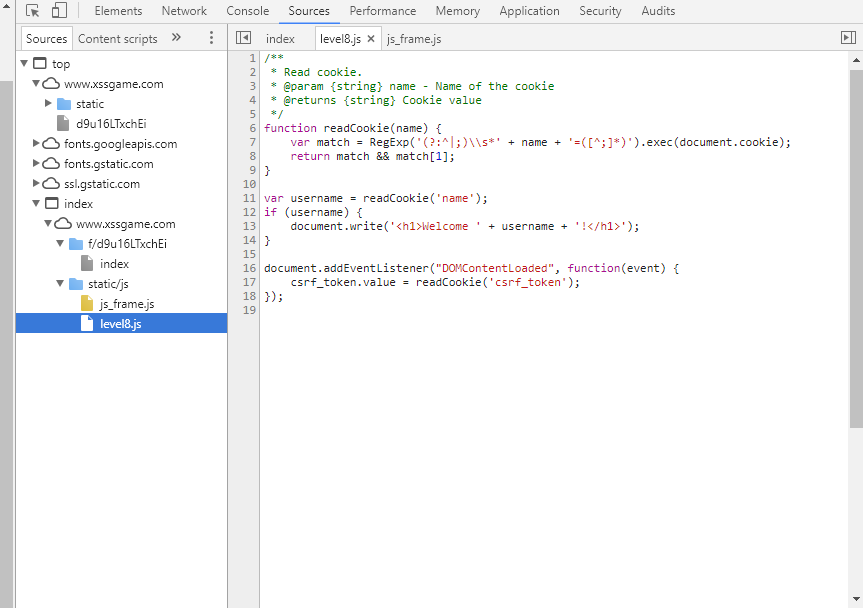 Elements Network Console Sources Performance Memory Application Security Audits
Sources Content scripts »
index level8.js × js_frame.js
top
www.xssgame.com
static
d9u16LTxchEi
fonts.googleapis.com
fonts.gstatic.com
ssl.gstatic.com
index
www.xssgame.com
f/d9u16LTxchEi
index
static/js
js_frame.js
level8.js
1 /**
2  * Read cookie.
3  * @param {string} name - Name of the cookie
4  * @returns {string} Cookie value
5  */
6 function readCookie(name) {
7     var match = RegExp('(?:^|;)\\s*' + name + '=([^;]*)').exec(document.cookie);
8     return match && match[1];
9 }
10
11 var username = readCookie('name');
12 if (username) {
13     document.write('<h1>Welcome ' + username + '!</h1>');
14 }
15
16 document.addEventListener("DOMContentLoaded", function(event) {
17     csrf_token.value = readCookie('csrf_token');
18 });
19